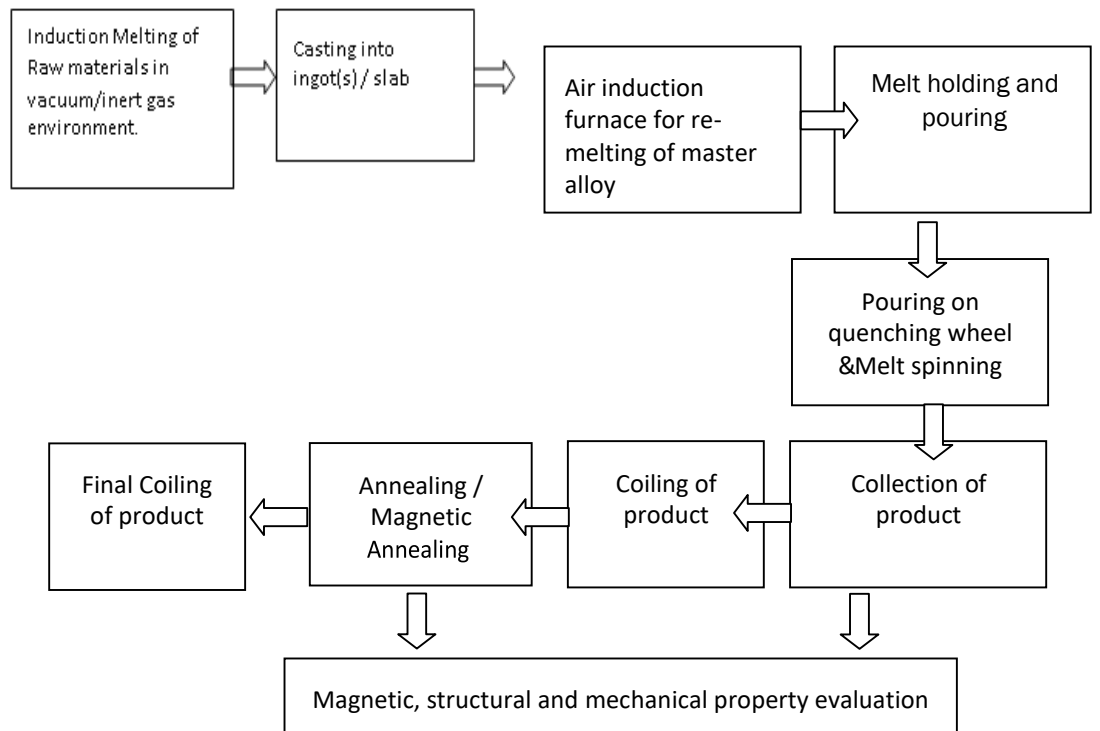 Induction Melting of
Raw materials in
vacuum/inert gas
environment.
Casting into
ingot(s) / slab
Air induction
furnace for re-
melting of master
alloy
Melt holding and
pouring
Pouring on
quenching wheel
&Melt spinning
Collection of
product
Coiling of
product
Annealing /
Magnetic
Annealing
Final Coiling
of product
Magnetic, structural and mechanical property evaluation